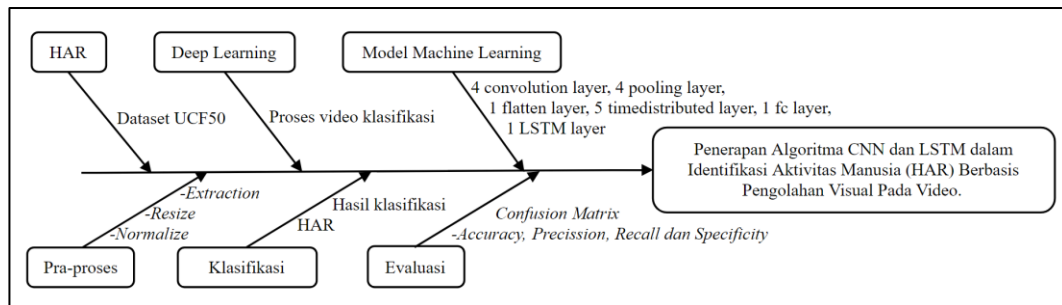 HAR
Deep Learning
Model Machine Learning
Dataset UCF50
Proses video klasifikasi
4 convolution layer, 4 pooling layer,
1 flatten layer, 5 timedistributed layer, 1 fc layer,
1 LSTM layer
Penerapan Algoritma CNN dan LSTM dalam
Identifikasi Aktivitas Manusia (HAR) Berbasis
Pengolahan Visual Pada Video.
-Extraction
-Resize
-Normalize
Hasil klasifikasi
HAR
Confusion Matrix
-Accuracy, Precission, Recall dan Specificity
Pra-proses
Klasifikasi
Evaluasi